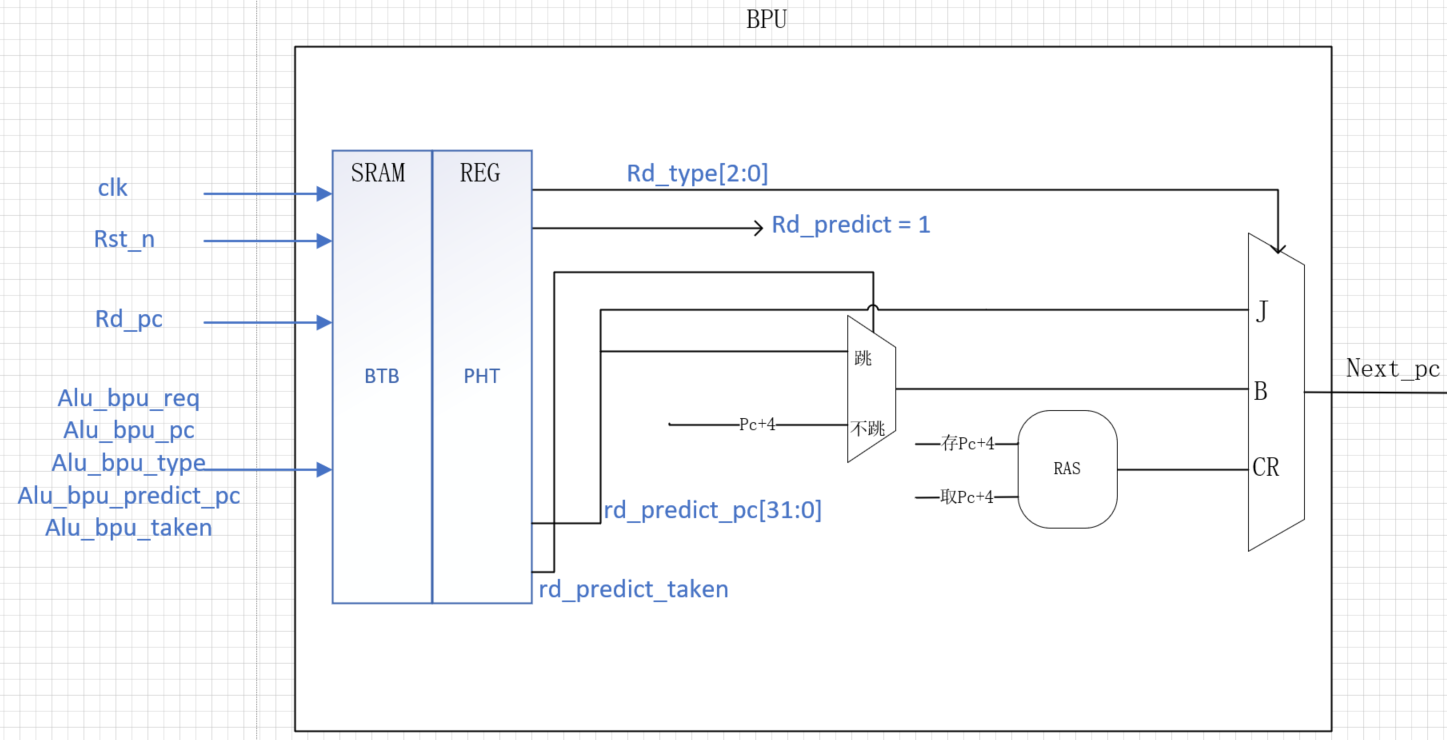 BPU
SRAM
REG
Rd_type[2:0]
clk
Rd_predict = 1
Rst_n
J
Rd_pc
跳
BTB
PHT
Next_pc
B
Alu_bpu_req
Alu_bpu_pc
Alu_bpu_type
Alu_bpu_predict_pc
Alu_bpu_taken
Pc+4
不跳
存Pc+4
RAS
CR
取Pc+4
rd_predict_pc[31:0]
rd_predict_taken